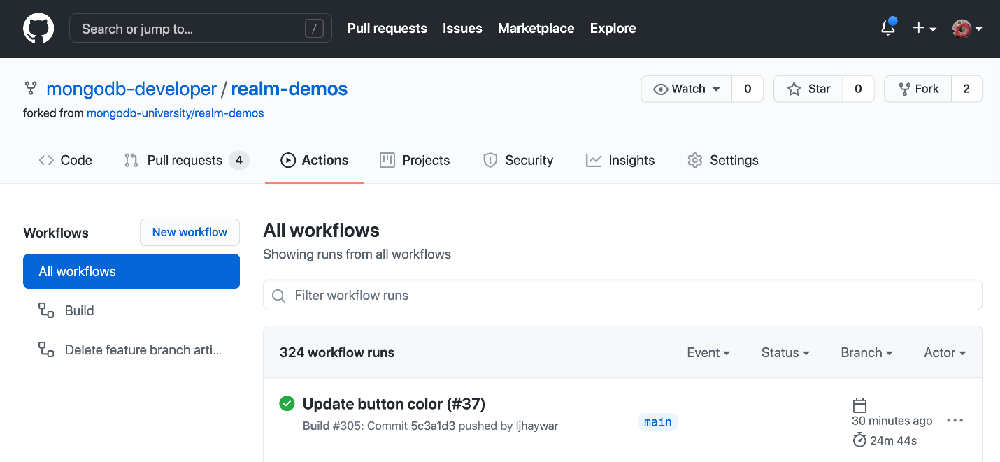 Search or jump to... / Pull requests Issues Marketplace Explore
mongodb-developer / realm-demos Watch 0 Star 0 Fork 2
forked from mongodb-university/realm-demos
Code Pull requests 4 Actions Projects Security Insights Settings
Workflows New workflow
All workflows
Build
Delete feature branch arti...
All workflows
Showing runs from all workflows
Filter workflow runs
324 workflow runs Event Status Branch Actor
Update button color (#37)
Build #305: Commit 5c3a1d3 pushed by ljhaywar
main
30 minutes ago ...
24m 44s